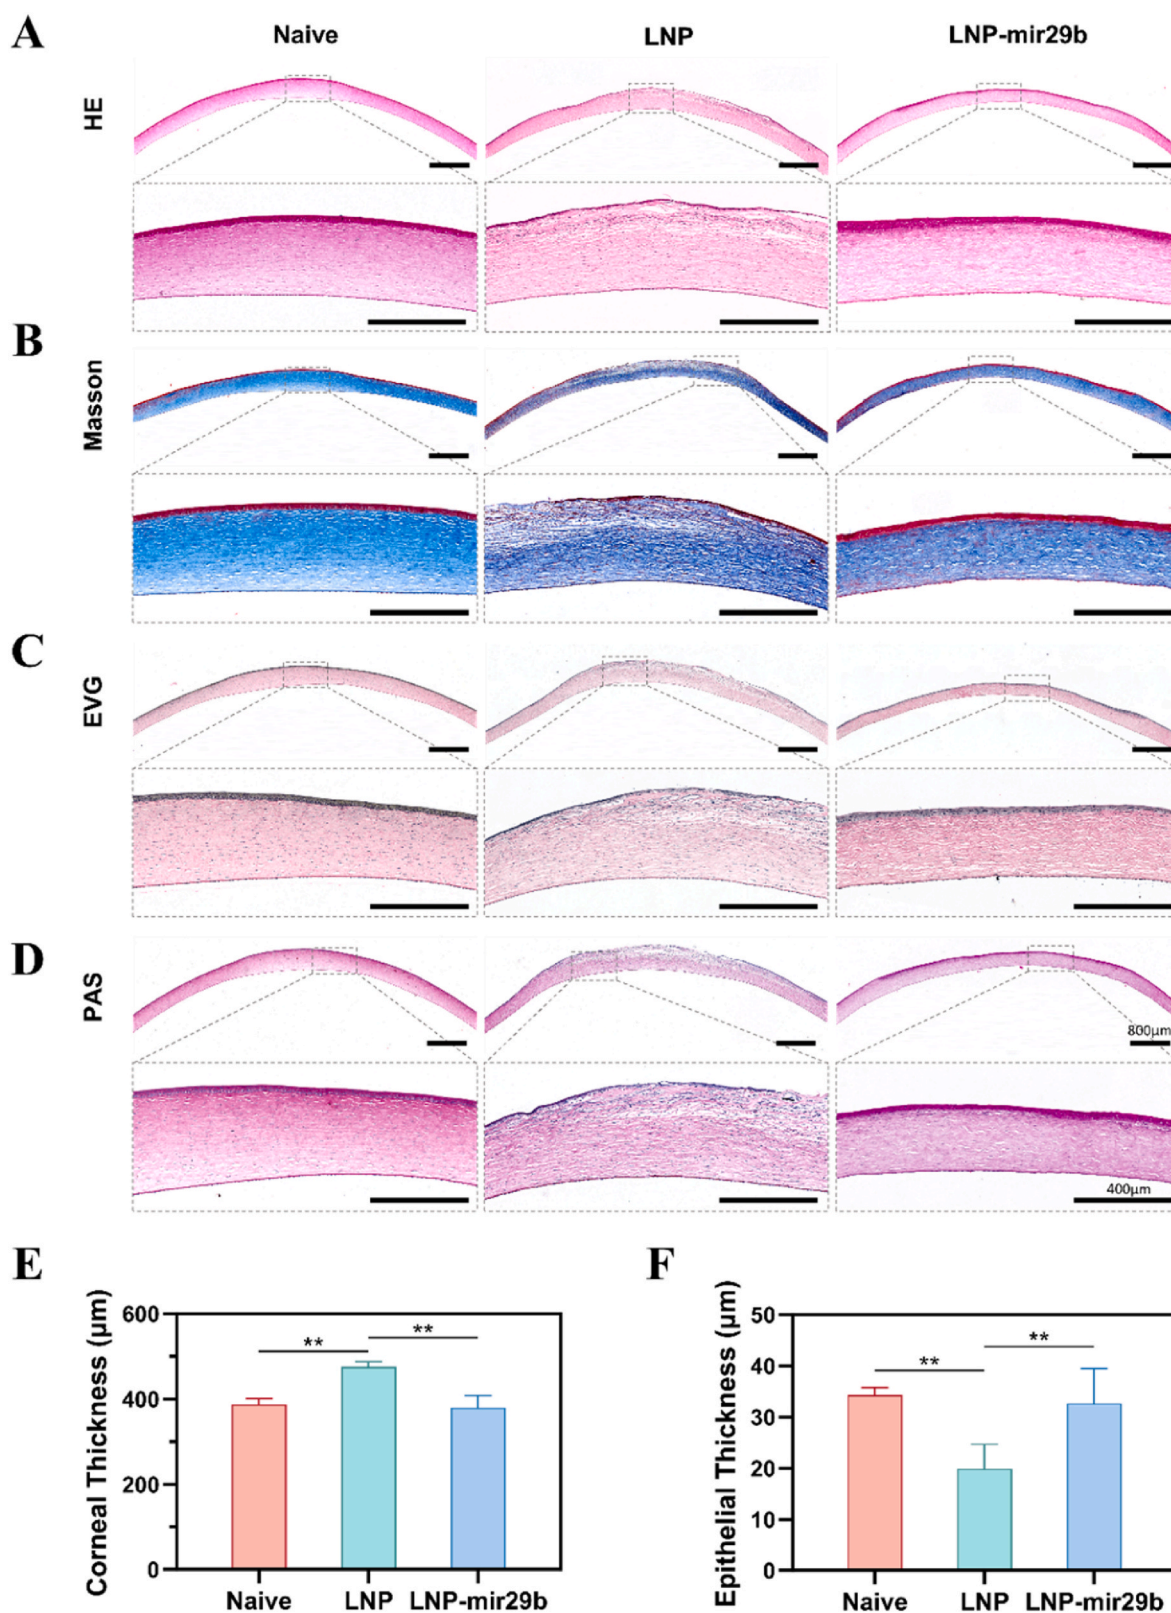 A
Naive LNP LNP-mir29b
HE
B
Masson
C
EVG
D
PAS
800μm
400μm
E
Corneal Thickness (μm)
600
400
200
0
** **
Naive LNP LNP-mir29b
F
Epithelial Thickness (μm)
50
40
30
20
10
0
** **
Naive LNP LNP-mir29b